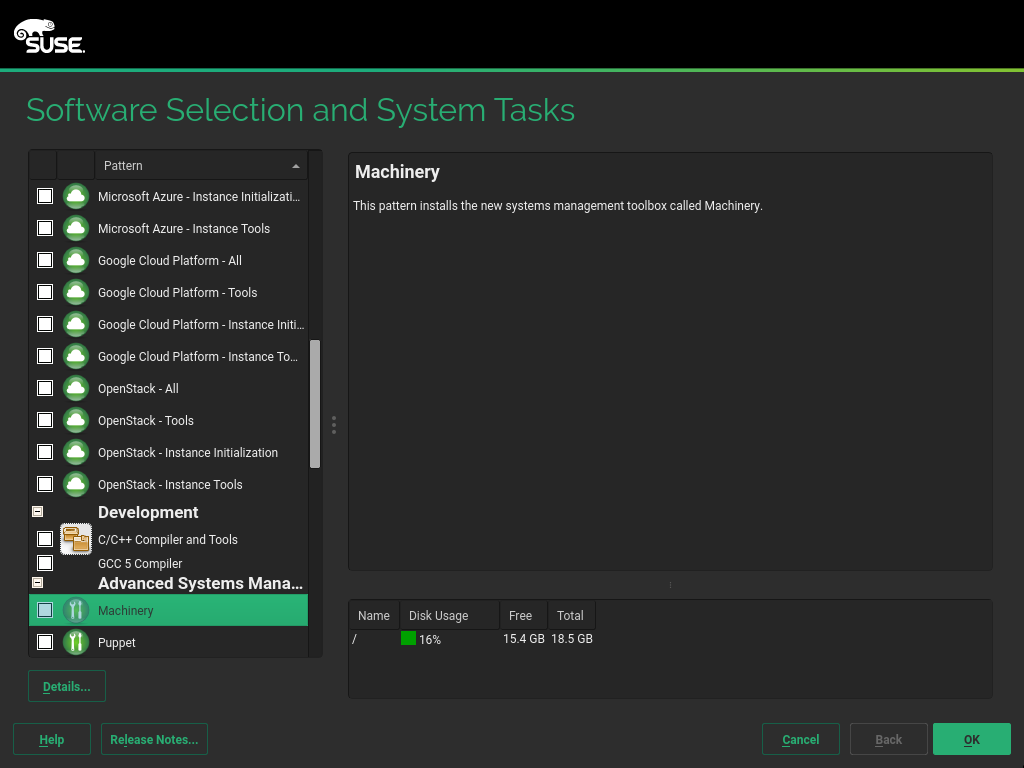 SUSE.
Software Selection and System Tasks
Pattern
Microsoft Azure - Instance Initializati...
Microsoft Azure - Instance Tools
Google Cloud Platform - All
Google Cloud Platform - Tools
Google Cloud Platform - Instance Initi...
Google Cloud Platform - Instance To...
OpenStack - All
OpenStack - Tools
OpenStack - Instance Initialization
OpenStack - Instance Tools
Development
C/C++ Compiler and Tools
GCC 5 Compiler
Advanced Systems Mana...
Machinery
Puppet
Details...
Machinery
This pattern installs the new systems management toolbox called Machinery.
Name Disk Usage Free Total
/ 16% 15.4 GB 18.5 GB
Help Release Notes... Cancel Back OK